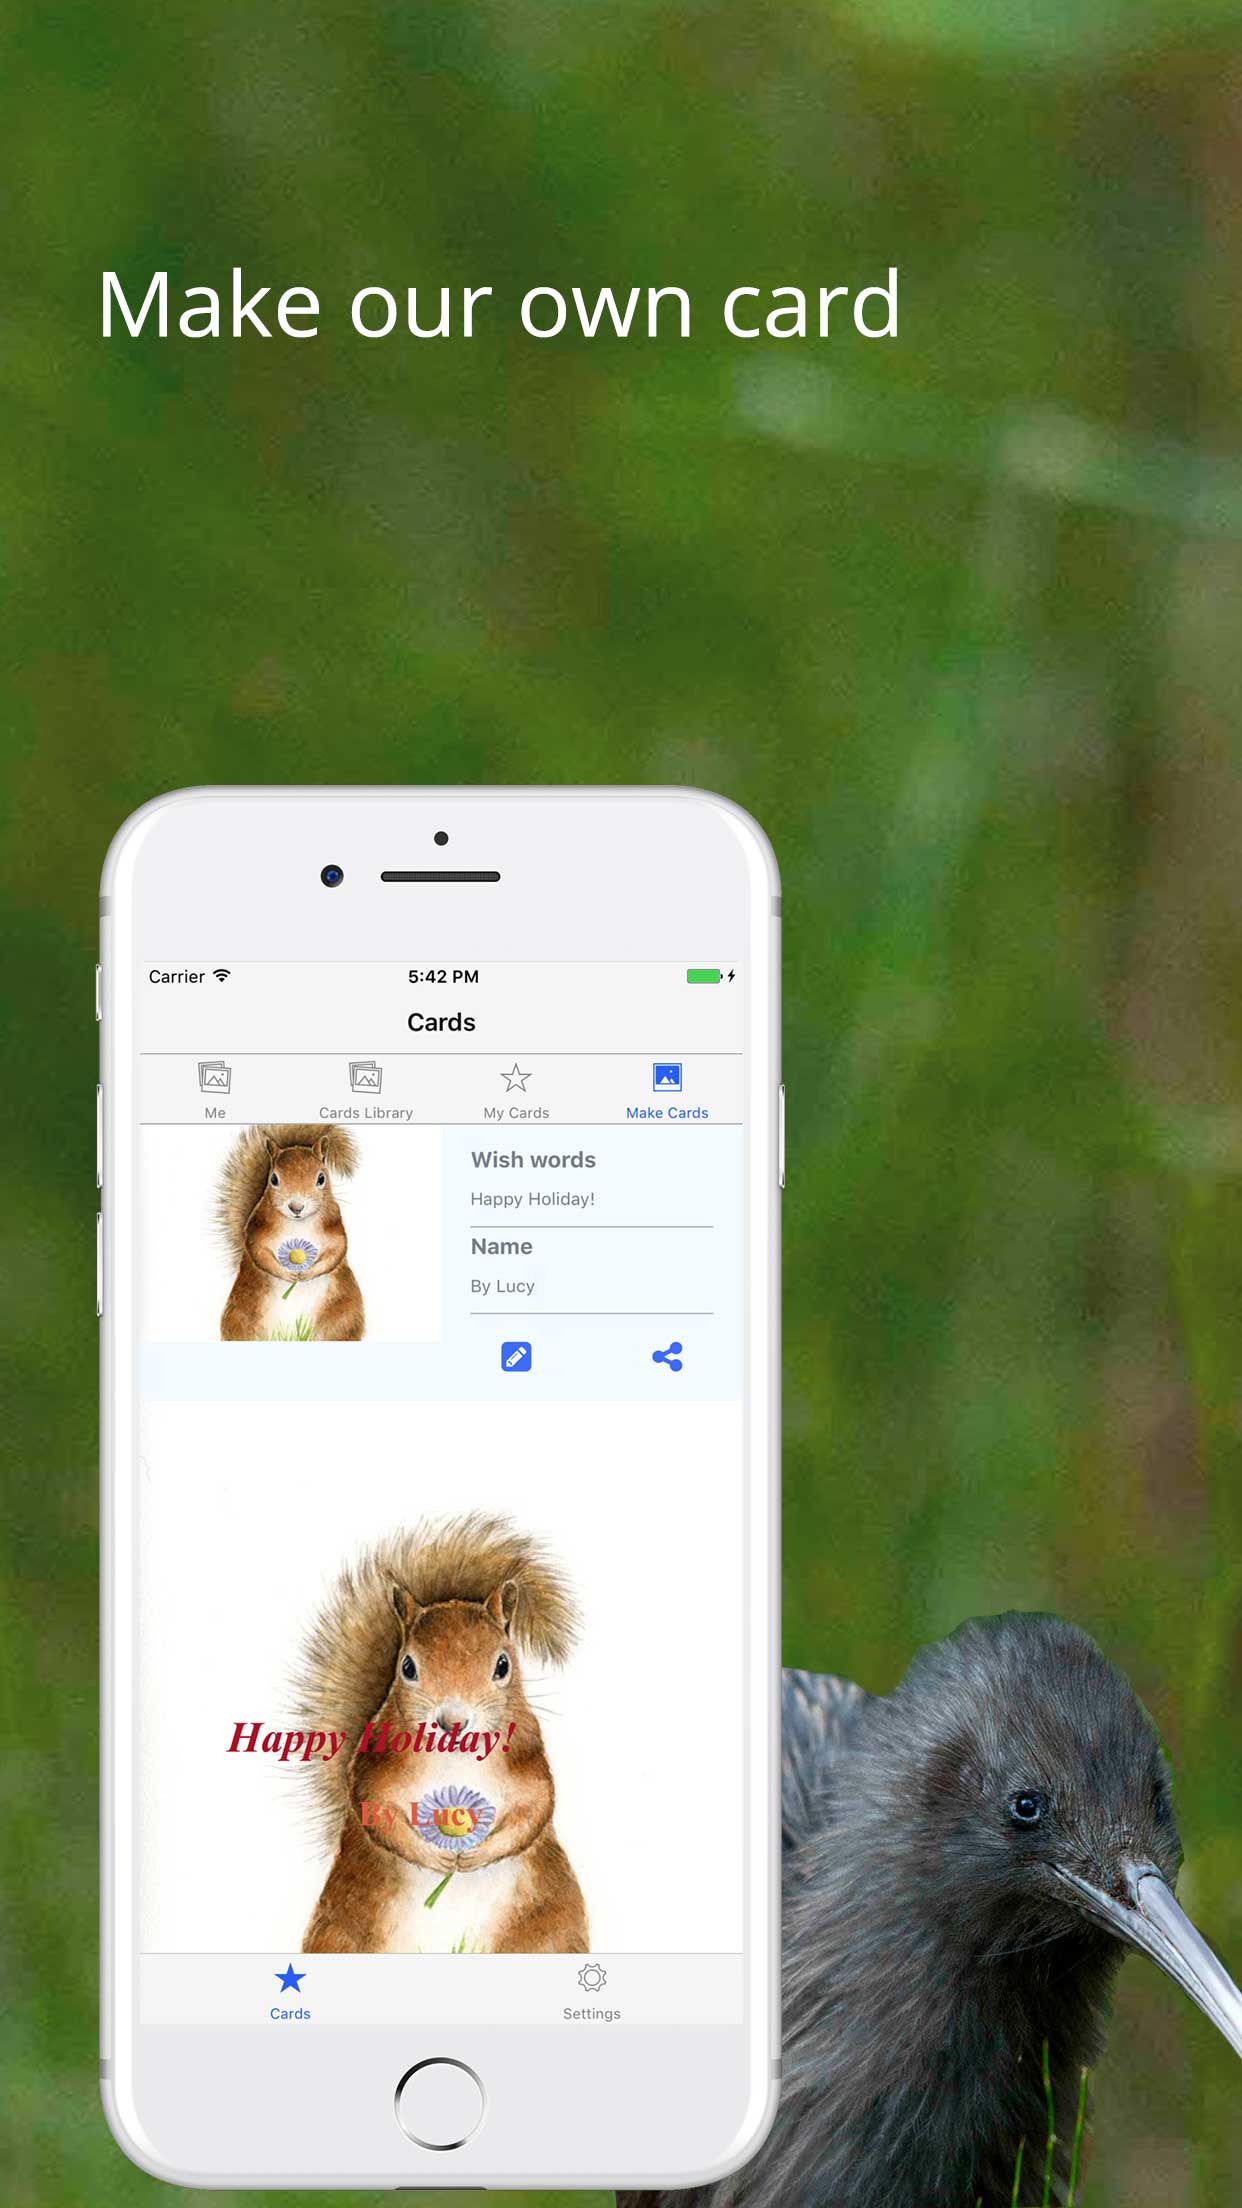 Make our own card
Carrier 5:42 PM
Cards
Me Cards Library My Cards Make Cards
Wish words
Happy Holiday!
Name
By Lucy
Happy Holiday!
By Lucy
Cards Settings